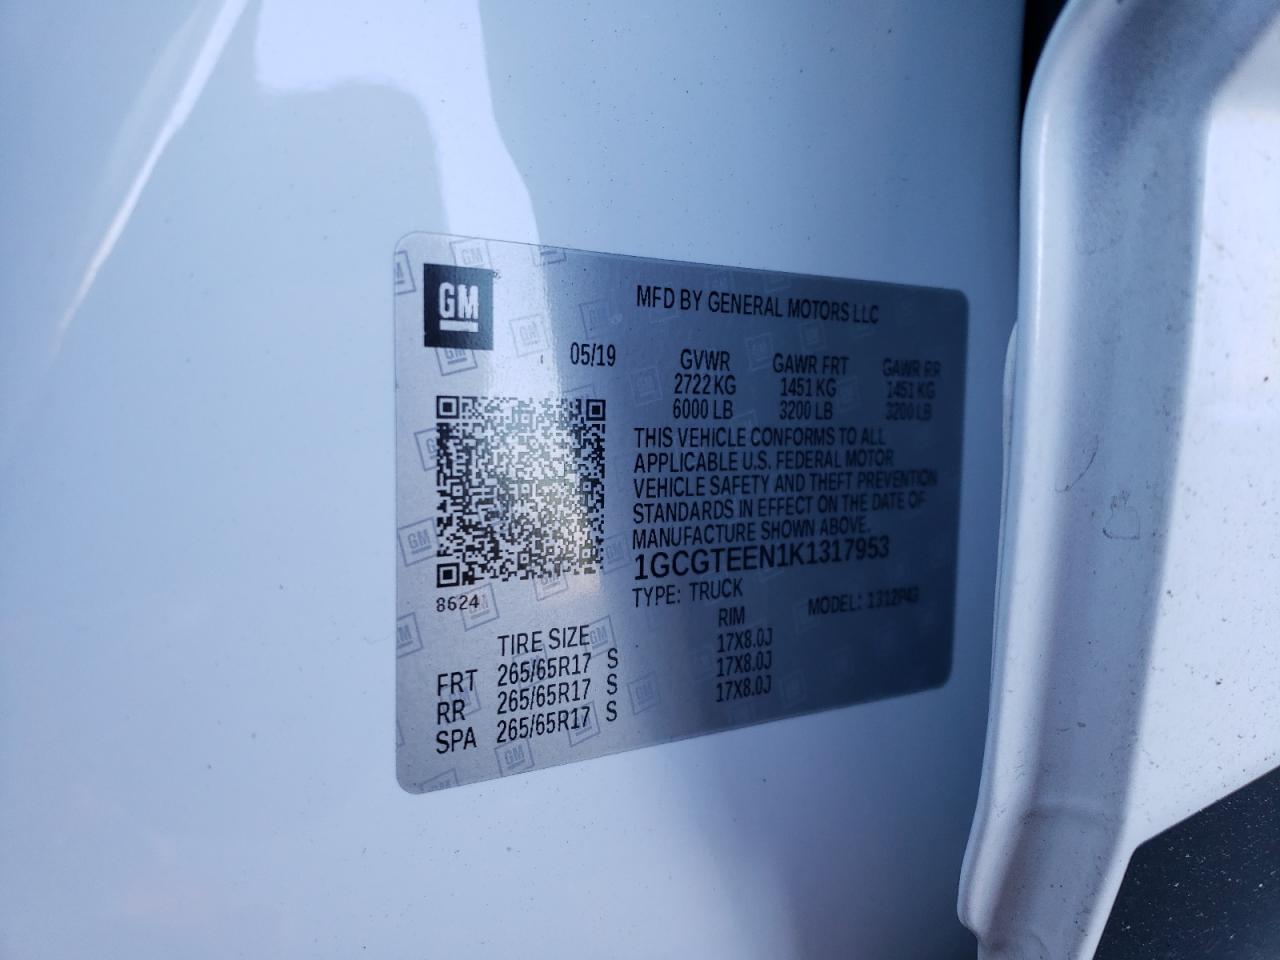 GM
MFD BY GENERAL MOTORS LLC
05/19 GVWR GAWR FRT GAWR RR
2722 KG 1451 KG 1451 KG
6000 LB 3200 LB 3200 LB
THIS VEHICLE CONFORMS TO ALL
APPLICABLE U.S. FEDERAL MOTOR
VEHICLE SAFETY AND THEFT PREVENTION
STANDARDS IN EFFECT ON THE DATE OF
MANUFACTURE SHOWN ABOVE.
1GCGTEEN1K1317953
8624
TYPE: TRUCK MODEL:
TIRE SIZE RIM
FRT 265/65R17 S 17X8.0J
RR 265/65R17 S 17X8.0J
SPA 265/65R17 S 17X8.0J